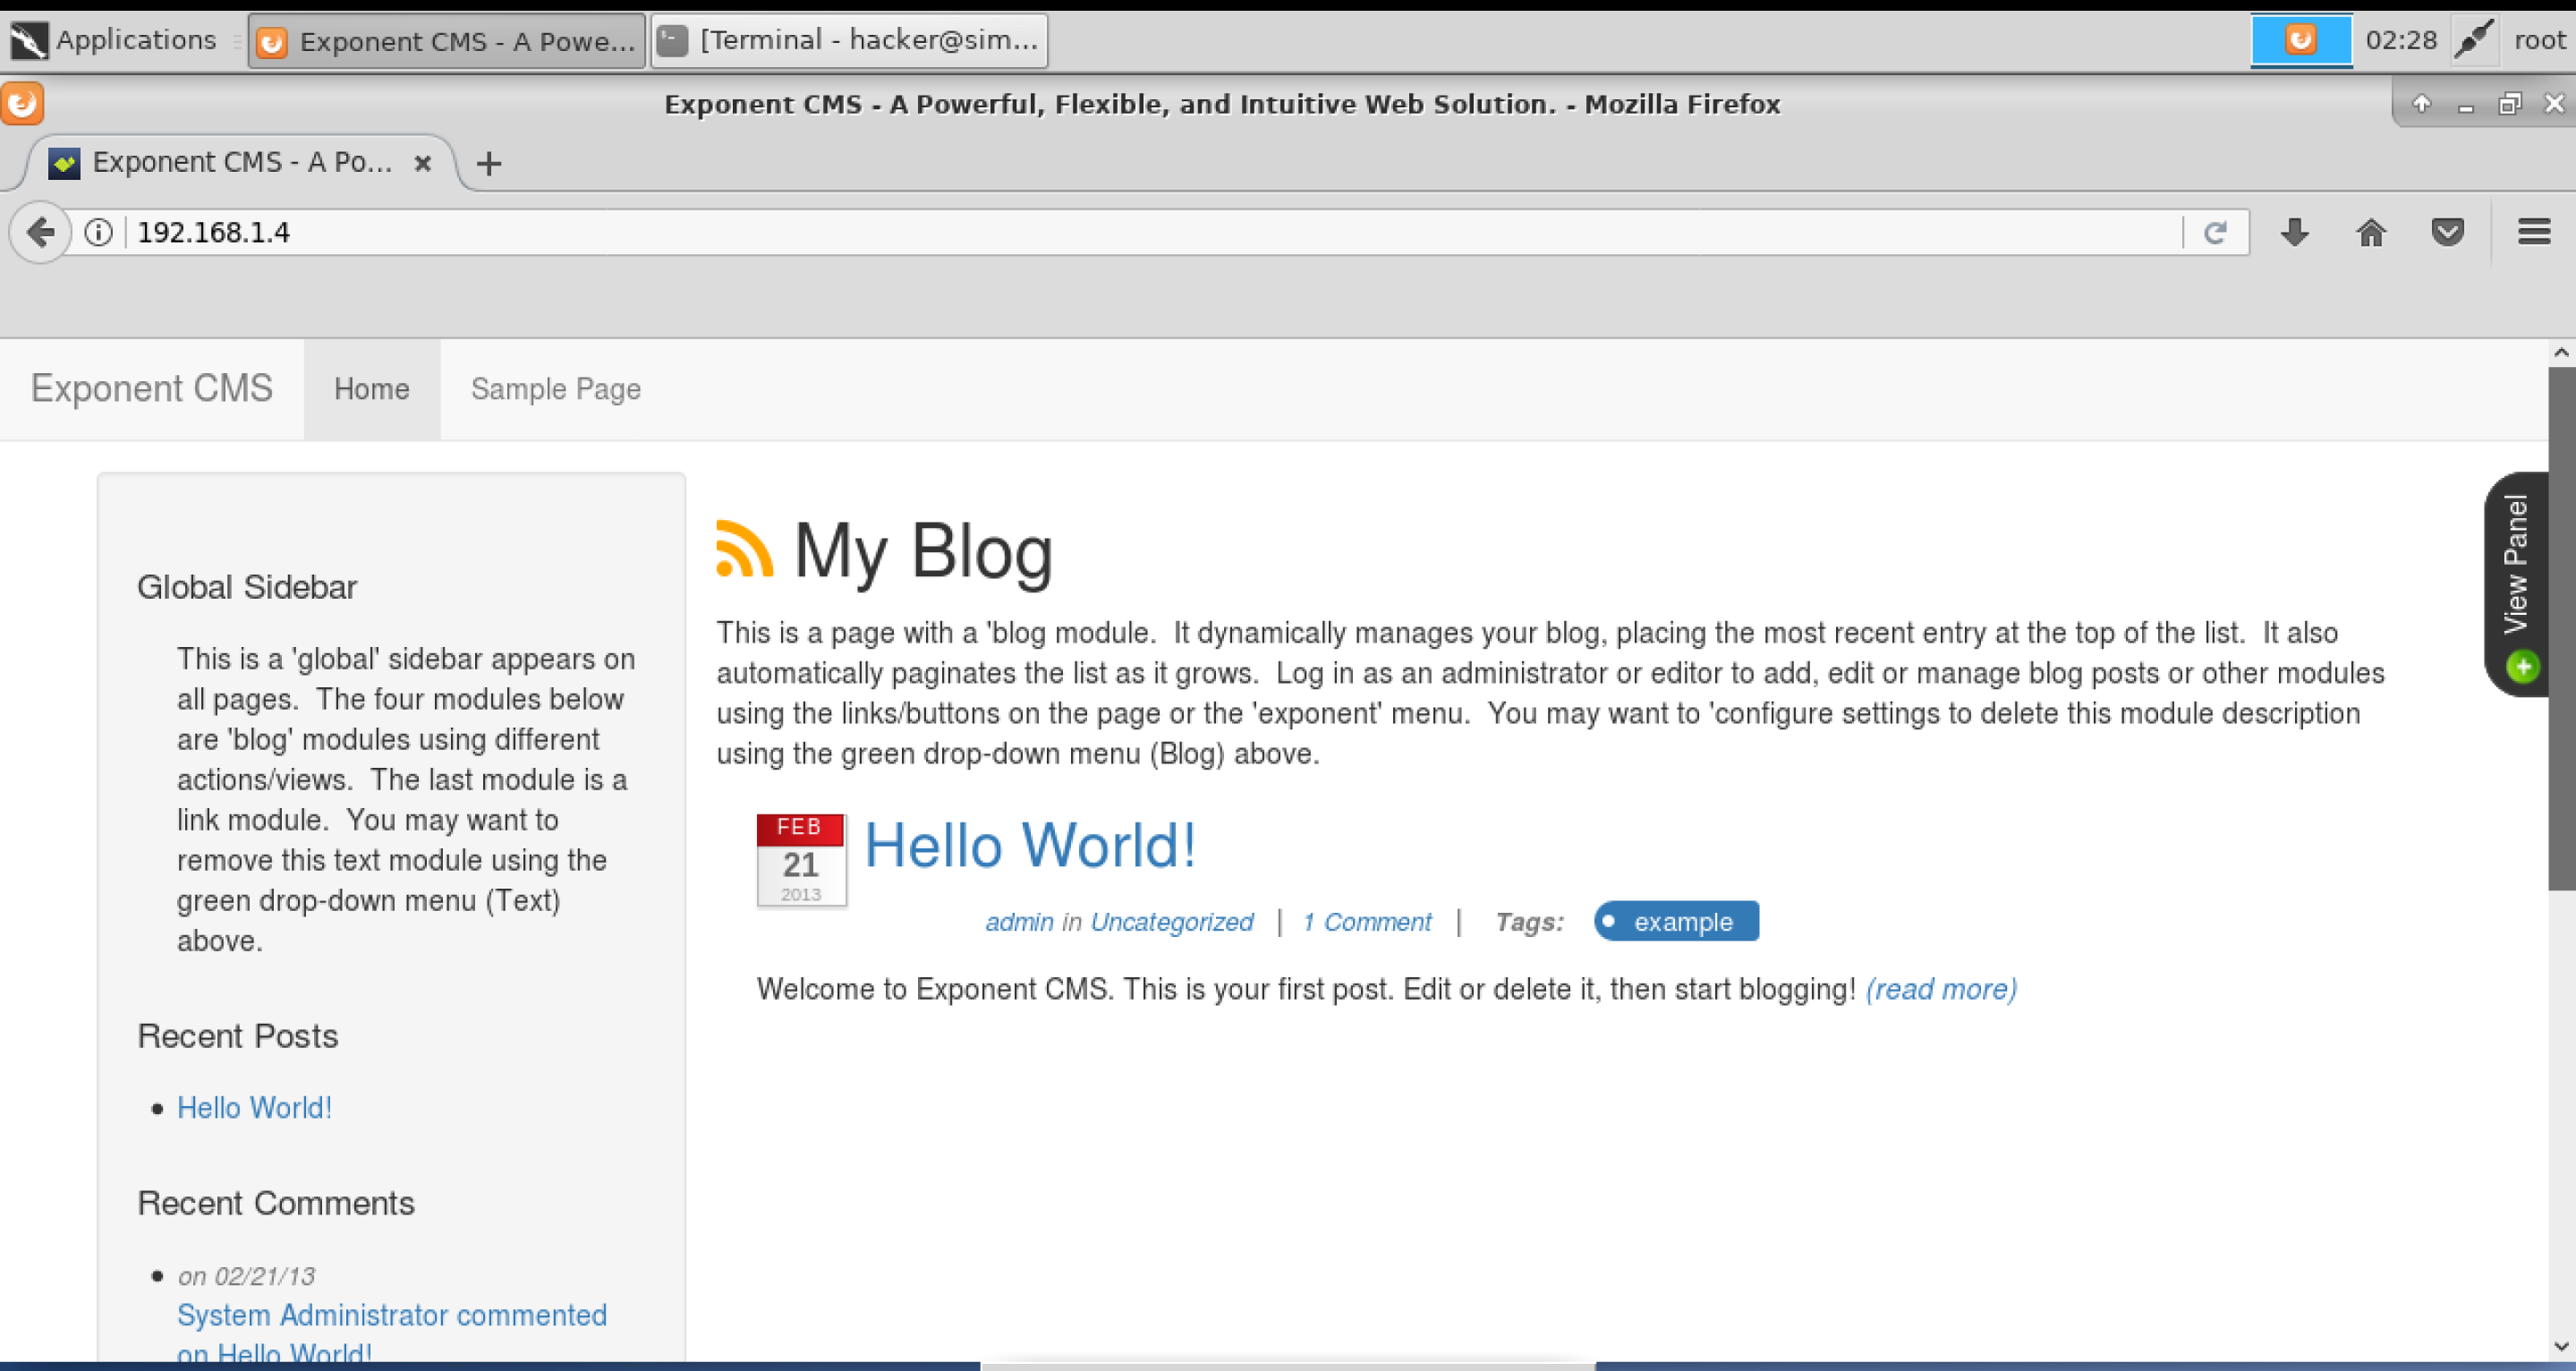 Applications
Exponent CMS - A Powe...
[Terminal - hacker@sim...
02:28
root
Exponent CMS - A Powerful, Flexible, and Intuitive Web Solution. - Mozilla Firefox
Exponent CMS - A Po...
192.168.1.4
Exponent CMS
Home
Sample Page
Global Sidebar
This is a 'global' sidebar appears on
all pages. The four modules below
are 'blog' modules using different
actions/views. The last module is a
link module. You may want to
remove this text module using the
green drop-down menu (Text)
above.
Recent Posts
Hello World!
Recent Comments
on 02/21/13
System Administrator commented
on Hello World!
My Blog
This is a page with a 'blog module. It dynamically manages your blog, placing the most recent entry at the top of the list. It also
automatically paginates the list as it grows. Log in as an administrator or editor to add, edit or manage blog posts or other modules
using the links/buttons on the page or the 'exponent' menu. You may want to 'configure settings to delete this module description
using the green drop-down menu (Blog) above.
FEB
21
2013
Hello World!
admin in Uncategorized | 1 Comment | Tags: example
Welcome to Exponent CMS. This is your first post. Edit or delete it, then start blogging! (read more)
View Panel